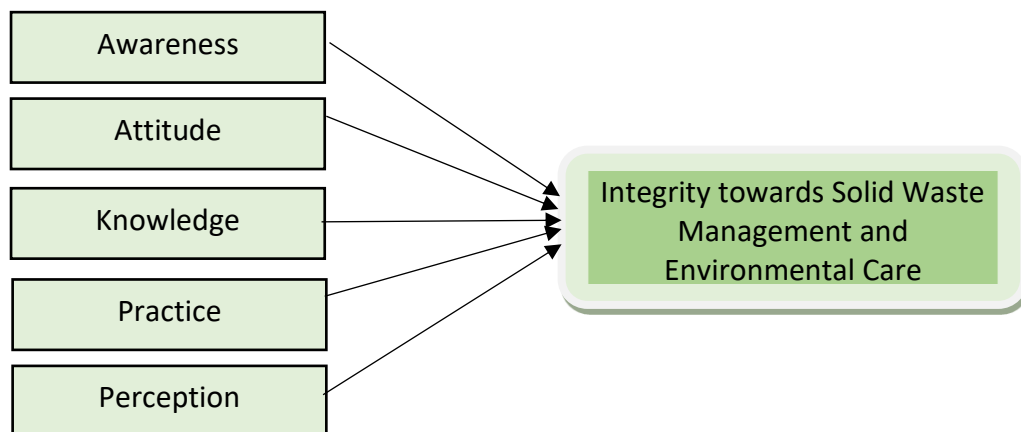 Awareness
Attitude
Knowledge
Practice
Perception
Integrity towards Solid Waste
Management and
Environmental Care